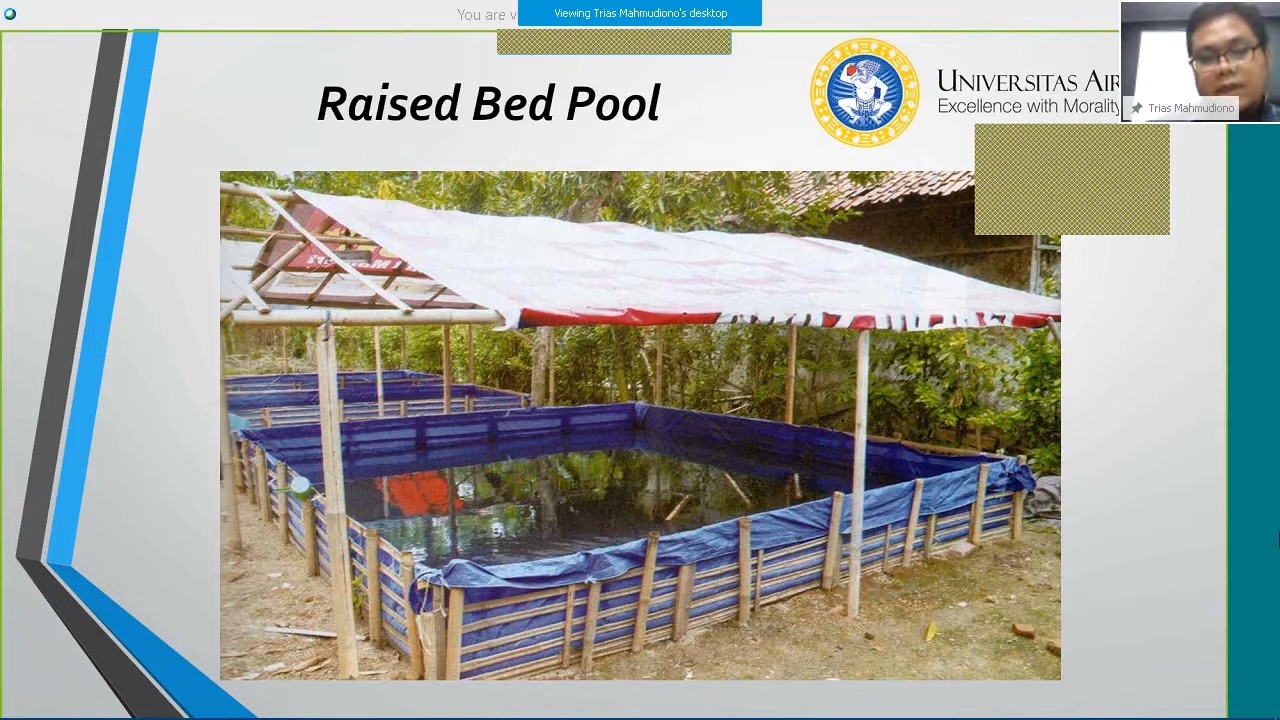 You are v
Viewing Trias Mahmudiono's desktop
Raised Bed Pool
UNIVERSITAS AIR
Excellence with Morality
Trias Mahmudiono